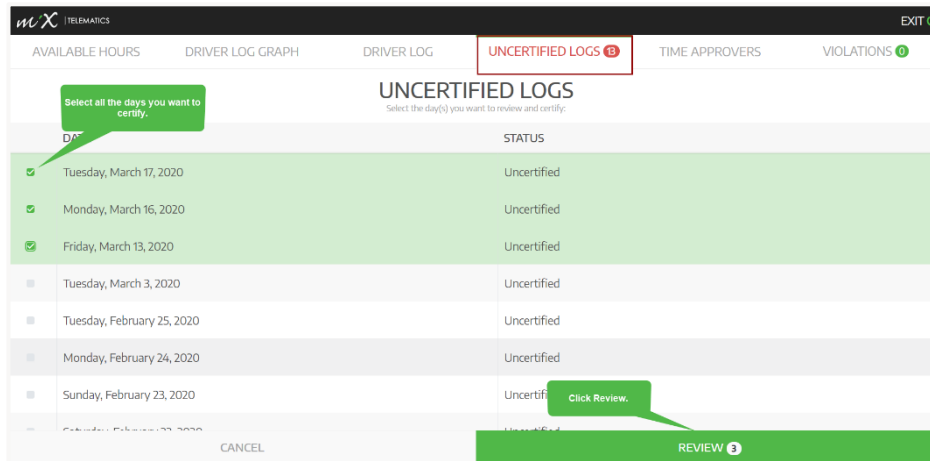 miX TELEMATICS EXIT
AVAILABLE HOURS DRIVER LOG GRAPH DRIVER LOG UNCERTIFIED LOGS 13 TIME APPROVERS VIOLATIONS 0
UNCERTIFIED LOGS
Select the day(s) you want to review and certify:
Select all the days you want to
certify.
STATUS
Tuesday, March 17, 2020 Uncertified
Monday, March 16, 2020 Uncertified
Friday, March 13, 2020 Uncertified
Tuesday, March 3, 2020 Uncertified
Tuesday, February 25, 2020 Uncertified
Monday, February 24, 2020 Uncertified
Sunday, February 23, 2020
Click Review.
CANCEL REVIEW 3